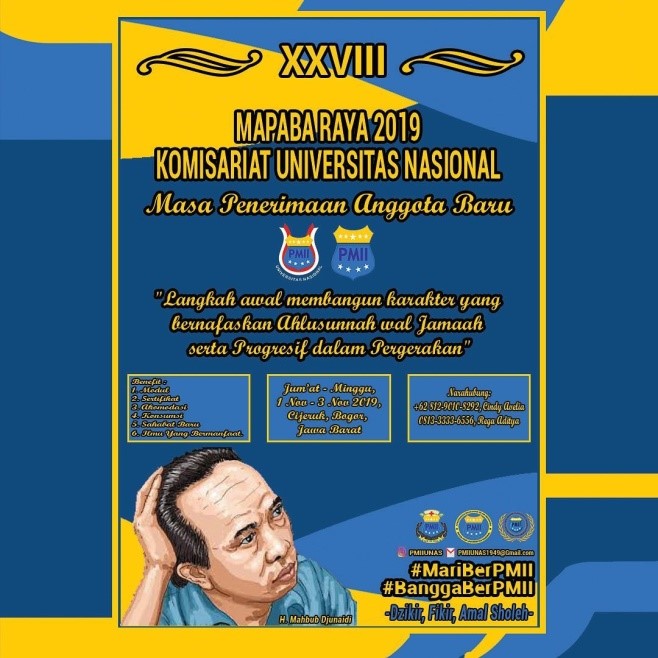 XXVIII
MAPABA RAYA 2019
KOMISARIAT UNIVERSITAS NASIONAL
Masa Penerimaan Anggota Baru
PMII
UNIVERSITAS NASIONAL
PMII
"Langkah awal membangun karakter yang
bernafaskan Ahlusunnah wal Jamaah
serta Progresif dalam Pergerakan"
Benefit :
1. Modul
2. Sertifikat
3. Akomodasi
4. Konsumsi
5. Sahabat Baru
6. Ilmu Yang Bermanfaat.
Jum'at - Minggu,
1 Nov - 3 Nov 2019,
Cijeruk, Bogor,
Jawa Barat
Narahubung:
+62 812-9010-8292, Cindy Avelia
0813-3333-6556, Rega Aditya
PMII
PMIIUNAS
PMIIUNAS1949@Gmail.com
#MariBerPMII
#BanggaBerPMII
-Dzikir, Fikir, Amal Sholeh-
H. Mahbub Djunaidi